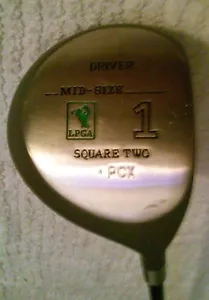 DRIVER
MID-SIZE
LPGA
1
SQUARE TWO
PCX